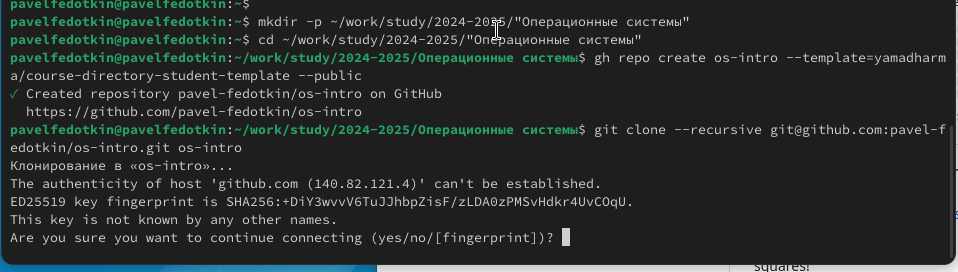 pavelfedotkin@pavelfedotkin:~$
pavelfedotkin@pavelfedotkin:~$ mkdir -p ~/work/study/2024-2025/"Операционные системы"
pavelfedotkin@pavelfedotkin:~$ cd ~/work/study/2024-2025/"Операционные системы"
pavelfedotkin@pavelfedotkin:~/work/study/2024-2025/Операционные системы$ gh repo create os-intro --template=yamadharm
a/course-directory-student-template --public
✓ Created repository pavel-fedotkin/os-intro on GitHub
https://github.com/pavel-fedotkin/os-intro
pavelfedotkin@pavelfedotkin:~/work/study/2024-2025/Операционные системы$ git clone --recursive git@github.com:pavel-f
edotkin/os-intro.git os-intro
Клонирование в «os-intro»...
The authenticity of host 'github.com (140.82.121.4)' can't be established.
ED25519 key fingerprint is SHA256:+DiY3wvvV6TuJJhbpZisF/zLDA0zPMSvHdkr4UvCOqU.
This key is not known by any other names.
Are you sure you want to continue connecting (yes/no/[fingerprint])?
squares!